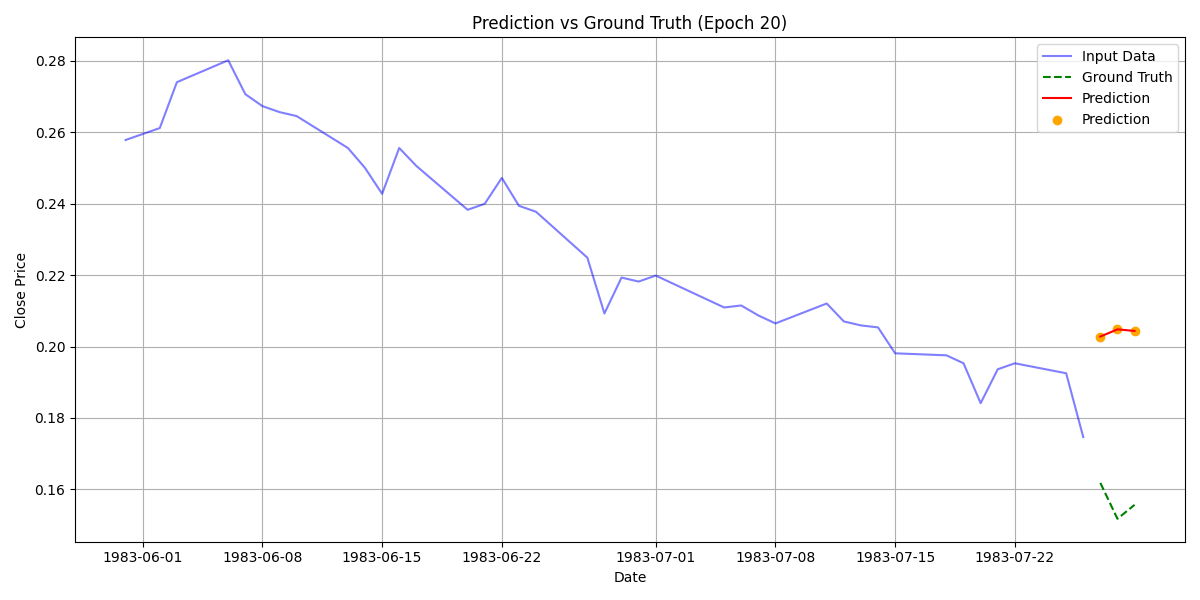 Prediction vs Ground Truth (Epoch 20)
Input Data
Ground Truth
Prediction
Prediction
Close Price
0.28
0.26
0.24
0.22
0.20
0.18
0.16
1983-06-01 1983-06-08 1983-06-15 1983-06-22 1983-07-01 1983-07-08 1983-07-15 1983-07-22
Date